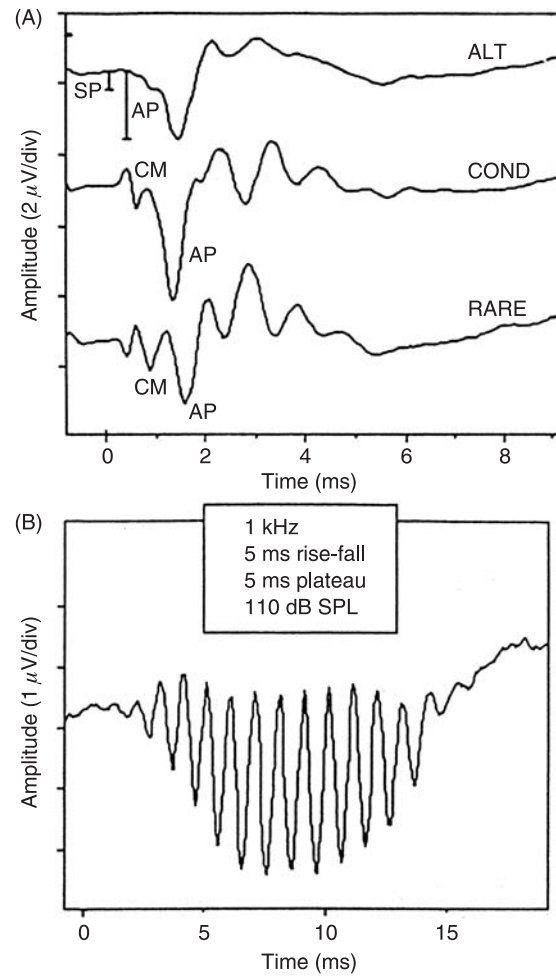 (A)
ALT
SP
AP
CM
COND
AP
RARE
CM
AP
Amplitude (2 μV/div)
0 2 4 6 8
Time (ms)
(B)
1 kHz
5 ms rise-fall
5 ms plateau
110 dB SPL
Amplitude (1 μV/div)
0 5 10 15
Time (ms)